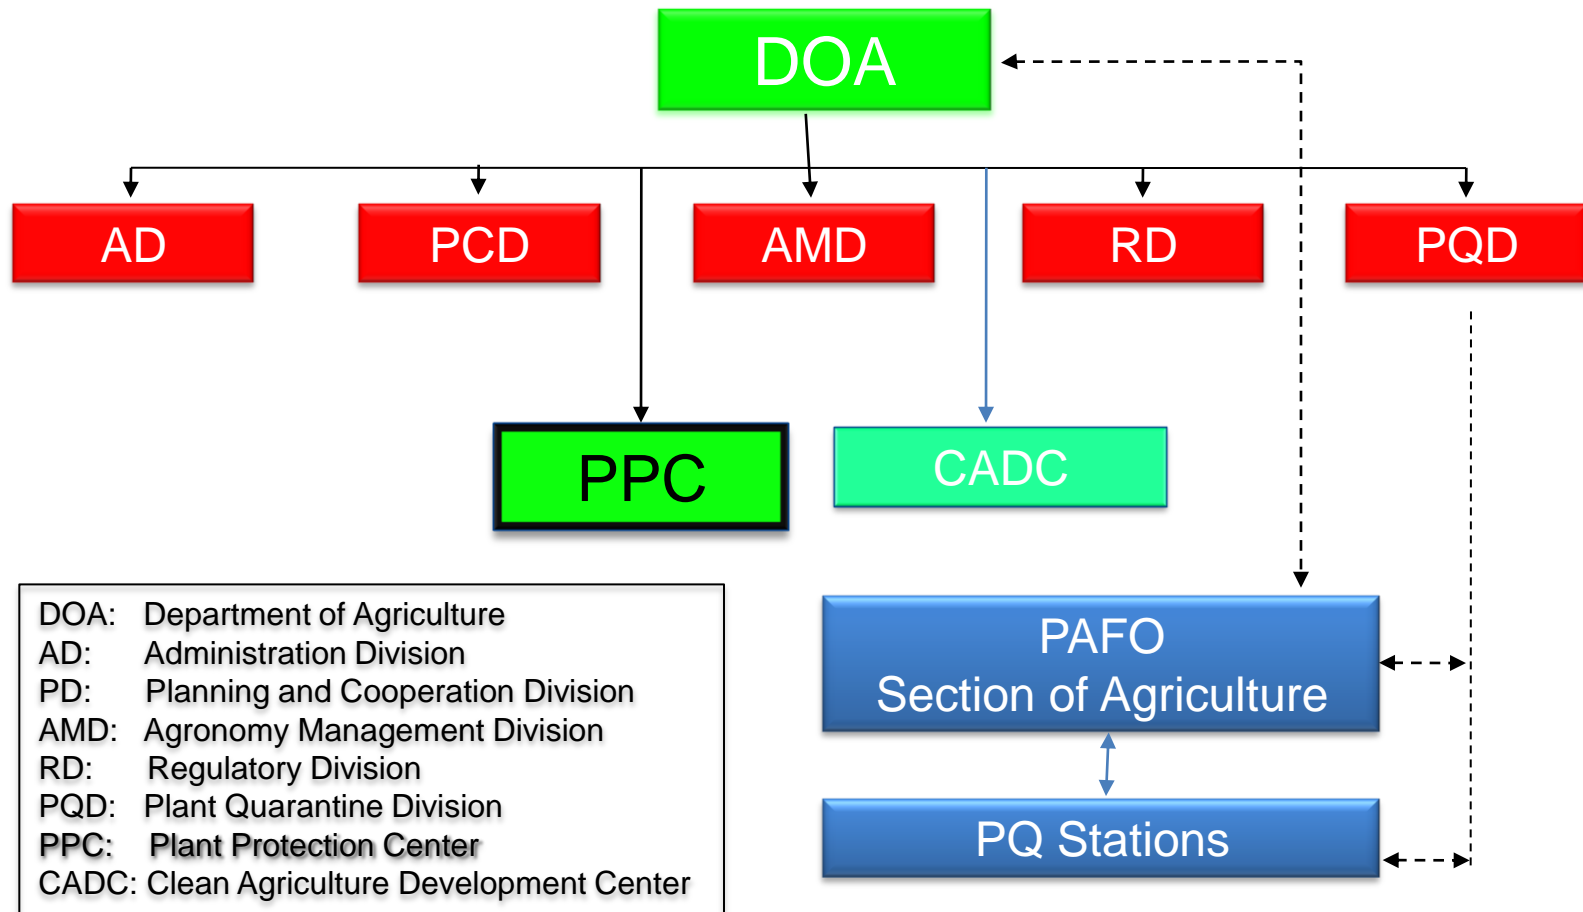 DOA
AD
PCD
AMD
RD
PQD
PPC
CADC
PAFO
Section of Agriculture
PQ Stations
DOA: Department of Agriculture
AD: Administration Division
PD: Planning and Cooperation Division
AMD: Agronomy Management Division
RD: Regulatory Division
PQD: Plant Quarantine Division
PPC: Plant Protection Center
CADC: Clean Agriculture Development Center